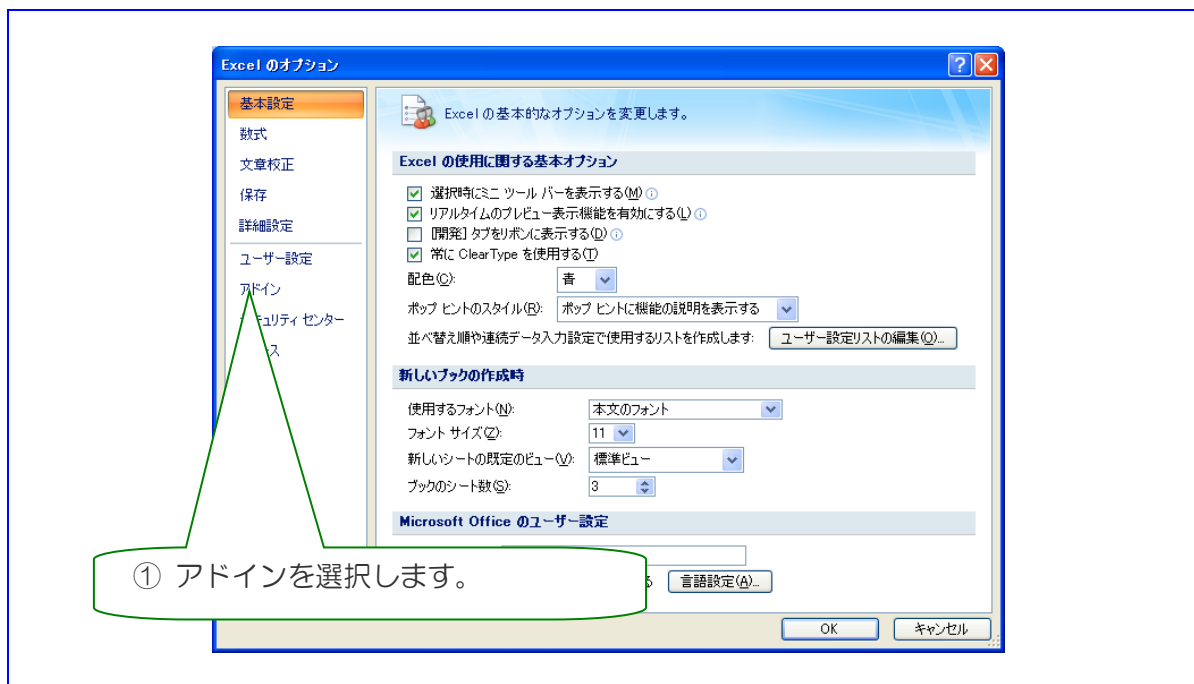 Excel のオプション
基本設定
数式
文章校正
保存
詳細設定
ユーザー設定
アドイン
ュリティ センター
ス
Excel の基本的なオプションを変更します。
Excel の使用に関する基本オプション
選択時にミニ ツール バーを表示する(M)
リアルタイムのプレビュー表示機能を有効にする(L)
[開発] タブをリボンに表示する(D)
常に ClearType を使用する(T)
配色(C): 青
ポップ ヒントのスタイル(R): ポップ ヒントに機能の説明を表示する
並べ替え順や連続データ入力設定で使用するリストを作成します: ユーザー設定リストの編集(O)...
新しいブックの作成時
使用するフォント(N): 本文のフォント
フォント サイズ(Z): 11
新しいシートの既定のビュー(V): 標準ビュー
ブックのシート数(S): 3
Microsoft Office のユーザー設定
言語設定(A)...
① アドインを選択します。
OK キャンセル